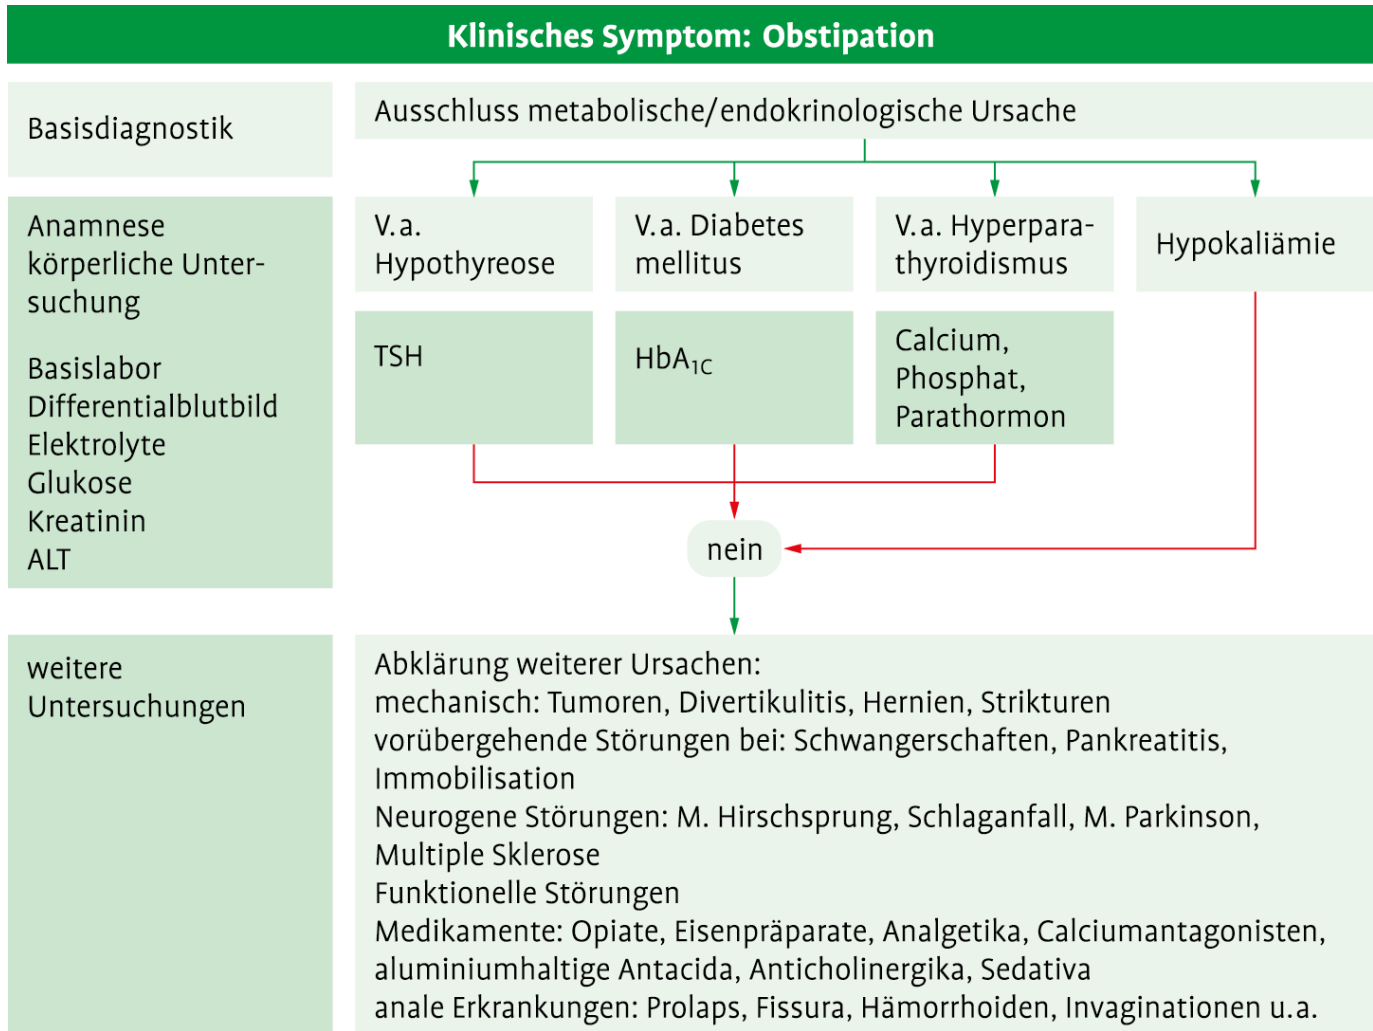 Klinisches Symptom: Obstipation
Basisdiagnostik
Ausschluss metabolische/endokrinologische Ursache
Anamnese
körperliche Unter-
suchung
Basislabor
Differentialblutbild
Elektrolyte
Glukose
Kreatinin
ALT
V.a.
Hypothyreose
V.a. Diabetes
mellitus
V.a. Hyperpara-
thyroidismus
Hypokaliämie
TSH
HbA1C
Calcium,
Phosphat,
Parathormon
nein
weitere
Untersuchungen
Abklärung weiterer Ursachen:
mechanisch: Tumoren, Divertikulitis, Hernien, Strikturen
vorübergehende Störungen bei: Schwangerschaften, Pankreatitis,
Immobilisation
Neurogene Störungen: M. Hirschsprung, Schlaganfall, M. Parkinson,
Multiple Sklerose
Funktionelle Störungen
Medikamente: Opiate, Eisenpräparate, Analgetika, Calciumantagonisten,
aluminiumhaltige Antacida, Anticholinergika, Sedativa
anale Erkrankungen: Prolaps, Fissura, Hämorrhoiden, Invaginationen u.a.